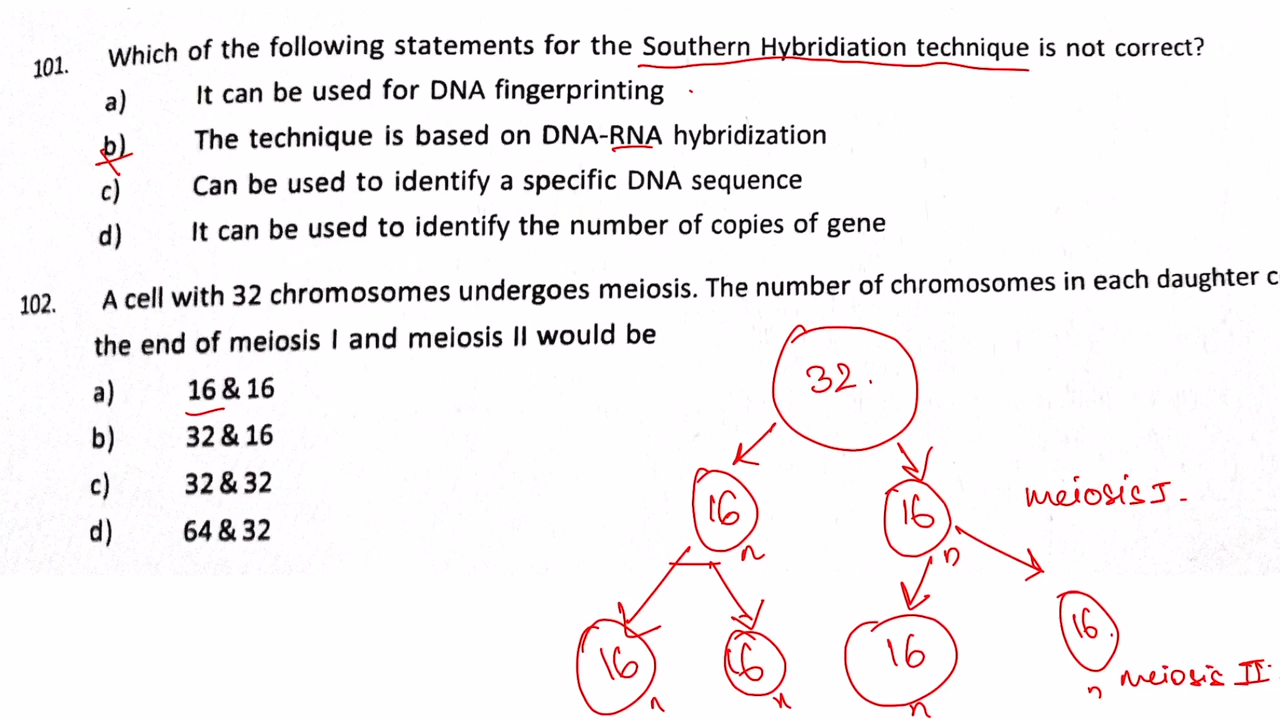 101. Which of the following statements for the Southern Hybridiation technique is not correct?
a) It can be used for DNA fingerprinting
b) The technique is based on DNA-RNA hybridization
c) Can be used to identify a specific DNA sequence
d) It can be used to identify the number of copies of gene
102. A cell with 32 chromosomes undergoes meiosis. The number of chromosomes in each daughter c
the end of meiosis I and meiosis II would be
a) 16 & 16
b) 32 & 16
c) 32 & 32
d) 64 & 32
32.
16 n
16 n
meiosis I.
16 n
16 n
16 n
16. n
meiosis II.